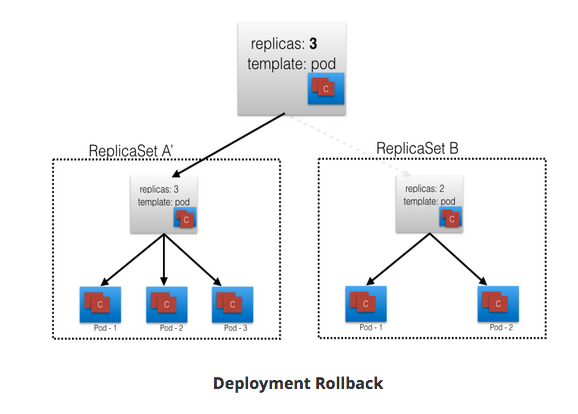 replicas: 3
template: pod
C
ReplicaSet A'
ReplicaSet B
replicas: 3
template: pod
C
replicas: 2
template: pod
C
C
C
C
C
C
Pod - 1
Pod - 2
Pod - 3
Pod - 1
Pod - 2
Deployment Rollback